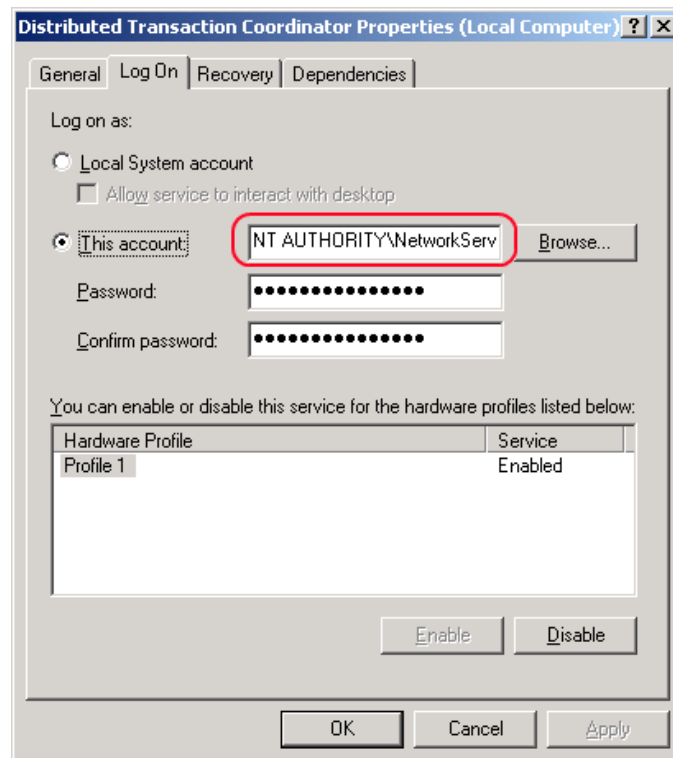 Distributed Transaction Coordinator Properties (Local Computer) ? X
General Log On Recovery Dependencies
Log on as:
Local System account
Allow service to interact with desktop
This account: NT AUTHORITY\NetworkServ Browse...
Password: ●●●●●●●●●●●●●●●
Confirm password: ●●●●●●●●●●●●●●●
You can enable or disable this service for the hardware profiles listed below:
Hardware Profile Service
Profile 1 Enabled
Enable Disable
OK Cancel Apply